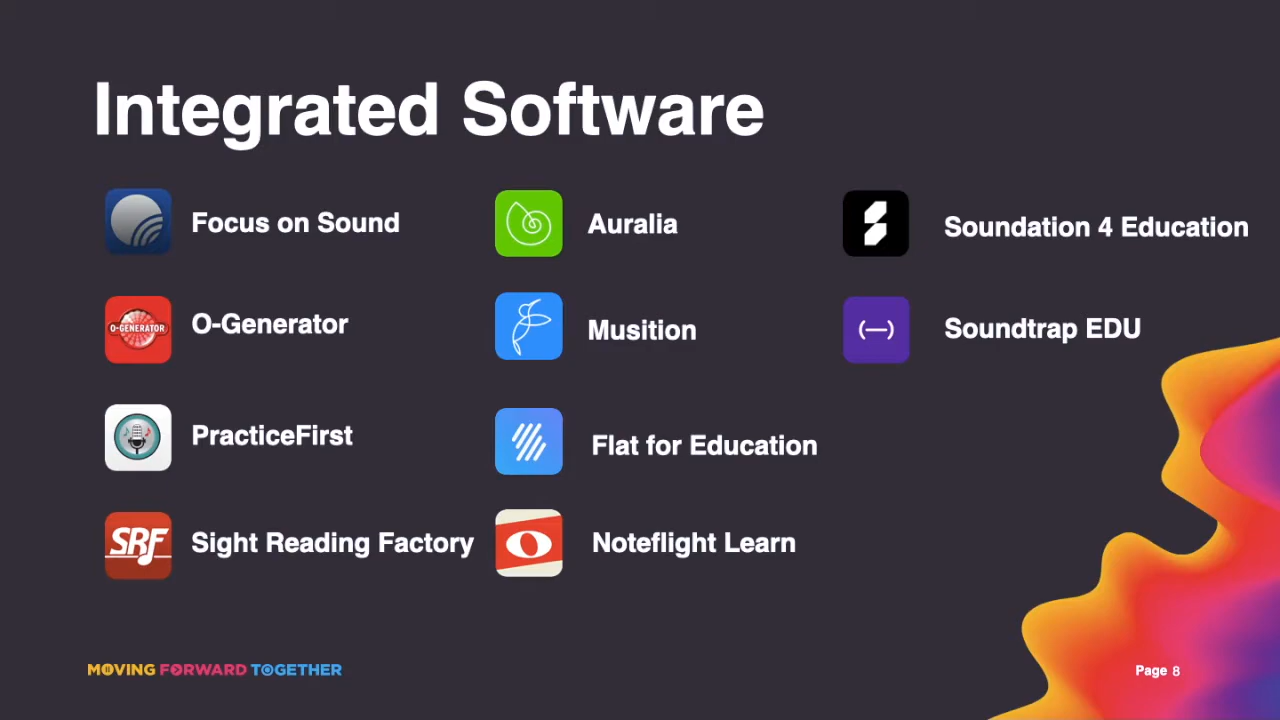 Integrated Software
Focus on Sound
Auralia
Soundation 4 Education
O-GENERATOR
O-Generator
Musition
Soundtrap EDU
PracticeFirst
Flat for Education
SRF
Sight Reading Factory
Noteflight Learn
MOVING FORWARD TOGETHER
Page 8